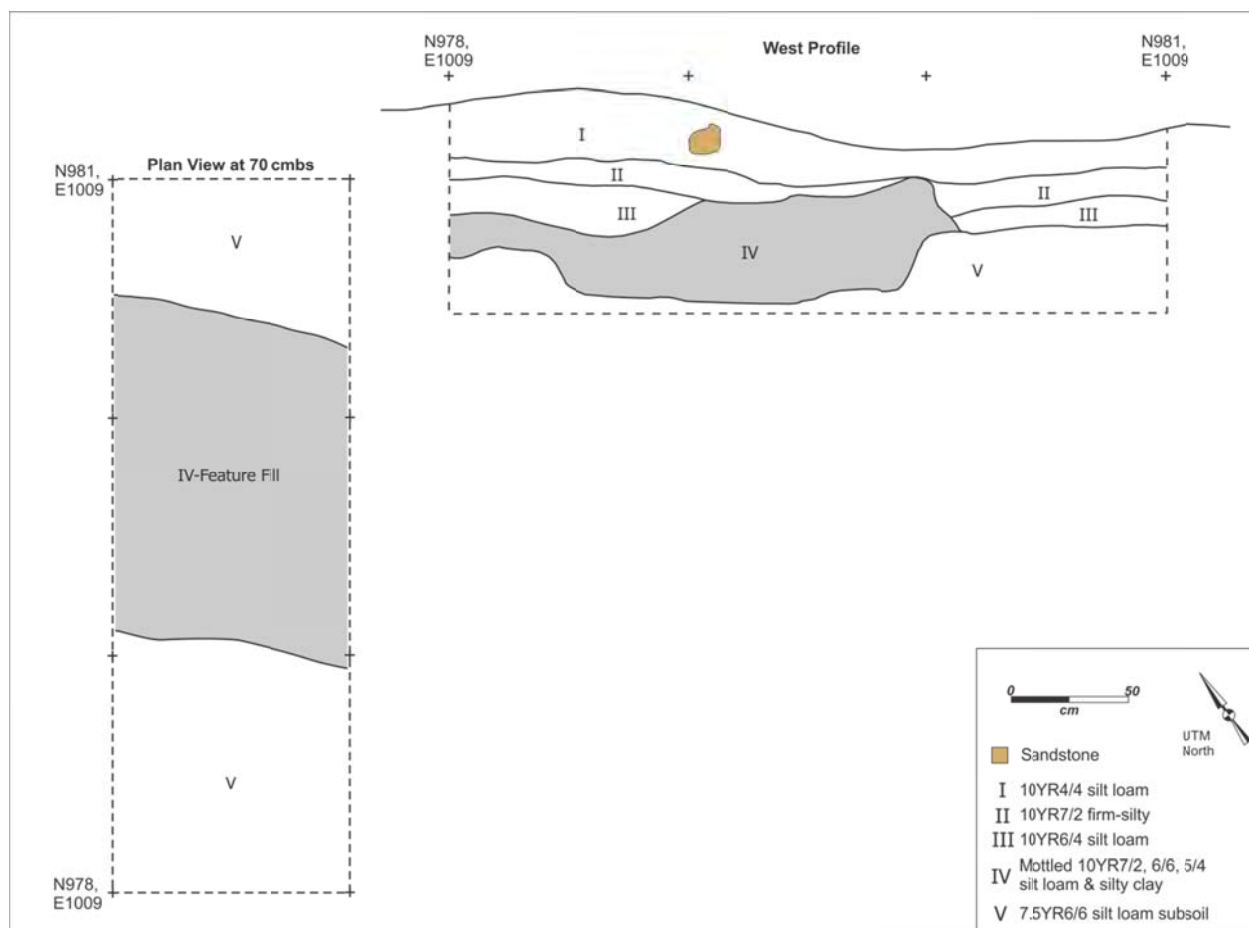 N978,
E1009
West Profile
N981,
E1009
I
II
III
IV
II
III
V
Plan View at 70 cmbs
N981,
E1009
V
IV-Feature Fill
V
N978,
E1009
0 50
cm
UTM
North
Sandstone
I 10YR4/4 silt loam
II 10YR7/2 firm-silty
III 10YR6/4 silt loam
IV Mottled 10YR7/2, 6/6, 5/4
silt loam & silty clay
V 7.5YR6/6 silt loam subsoil